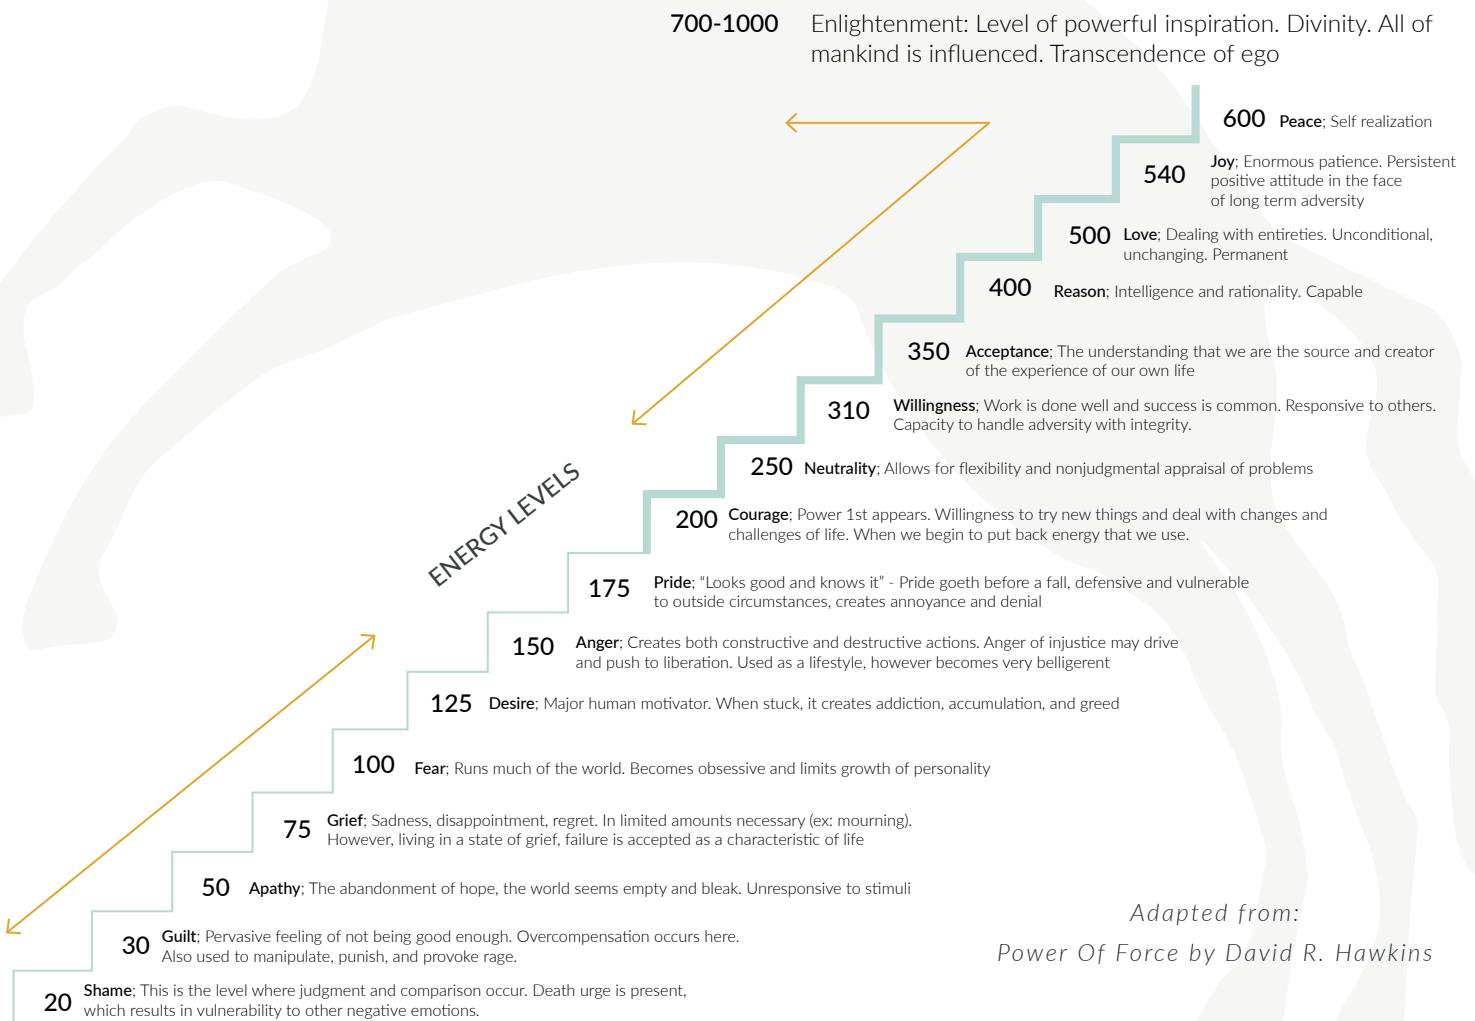 700-1000 Enlightenment: Level of powerful inspiration. Divinity. All of
mankind is influenced. Transcendence of ego
600 Peace; Self realization
540 Joy; Enormous patience. Persistent
positive attitude in the face
of long term adversity
500 Love; Dealing with entireties. Unconditional,
unchanging. Permanent
400 Reason; Intelligence and rationality. Capable
350 Acceptance; The understanding that we are the source and creator
of the experience of our own life
310 Willingness; Work is done well and success is common. Responsive to others.
Capacity to handle adversity with integrity.
250 Neutrality; Allows for flexibility and nonjudgmental appraisal of problems
ENERGY LEVELS
200 Courage; Power 1st appears. Willingness to try new things and deal with changes and
challenges of life. When we begin to put back energy that we use.
175 Pride; “Looks good and knows it” - Pride goeth before a fall, defensive and vulnerable
to outside circumstances, creates annoyance and denial
150 Anger; Creates both constructive and destructive actions. Anger of injustice may drive
and push to liberation. Used as a lifestyle, however becomes very belligerent
125 Desire; Major human motivator. When stuck, it creates addiction, accumulation, and greed
100 Fear; Runs much of the world. Becomes obsessive and limits growth of personality
75 Grief; Sadness, disappointment, regret. In limited amounts necessary (ex: mourning).
However, living in a state of grief, failure is accepted as a characteristic of life
50 Apathy; The abandonment of hope, the world seems empty and bleak. Unresponsive to stimuli
30 Guilt; Pervasive feeling of not being good enough. Overcompensation occurs here.
Also used to manipulate, punish, and provoke rage.
20 Shame; This is the level where judgment and comparison occur. Death urge is present,
which results in vulnerability to other negative emotions.
Adapted from:
Power Of Force by David R. Hawkins